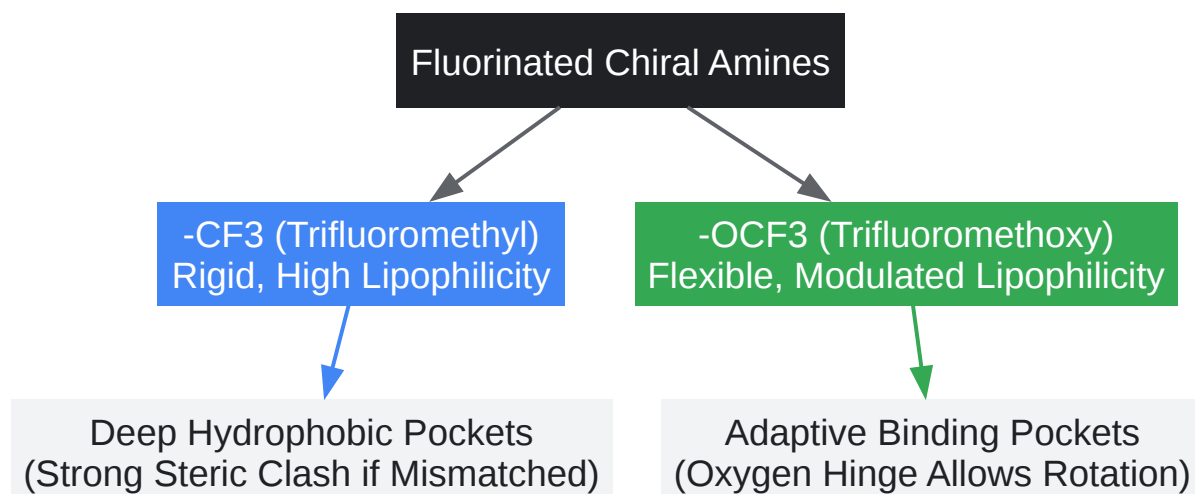 Fluorinated Chiral Amines
-CF3 (Trifluoromethyl)
Rigid, High Lipophilicity
-OCF3 (Trifluoromethoxy)
Flexible, Modulated Lipophilicity
Deep Hydrophobic Pockets
(Strong Steric Clash if Mismatched)
Adaptive Binding Pockets
(Oxygen Hinge Allows Rotation)